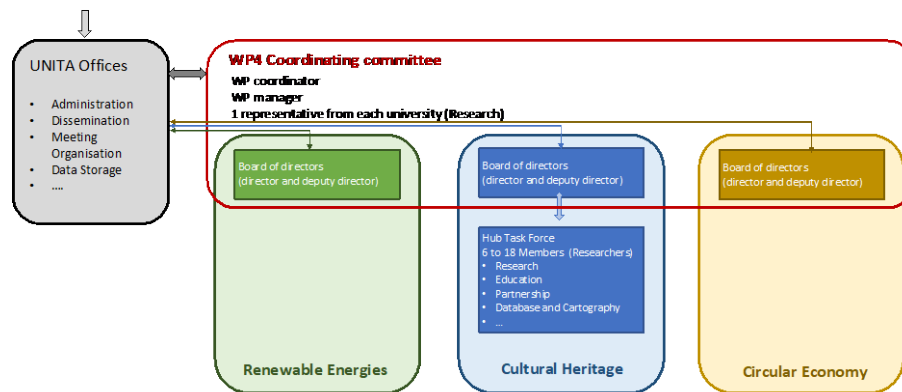 UNITA Offices
• Administration
• Dissemination
• Meeting
Organisation
• Data Storage
• ....
WP4 Coordinating committee
WP coordinator
WP manager
1 representative from each university (Research)
Board of directors
(director and deputy director)
Board of directors
(director and deputy director)
Board of directors
(director and deputy director)
Hub Task Force
6 to 18 Members (Researchers)
• Research
• Education
• Partnership
• Database and Cartography
• ...
Renewable Energies
Cultural Heritage
Circular Economy